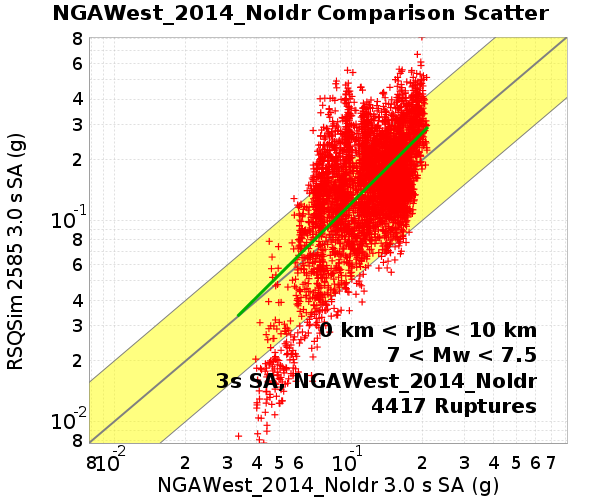 NGAWest_2014_NoIdr Comparison Scatter
RSQSim 2585 3.0 s SA (g)
8
6
4
3
2
10-1
8
6
4
3
2
10-2
8
0 km < rJB < 10 km
7 < Mw < 7.5
3s SA, NGAWest_2014_NoIdr
4417 Ruptures
8 10-2 2 3 4 5 6 10-1 2 3 4 5 6 7
NGAWest_2014_NoIdr 3.0 s SA (g)